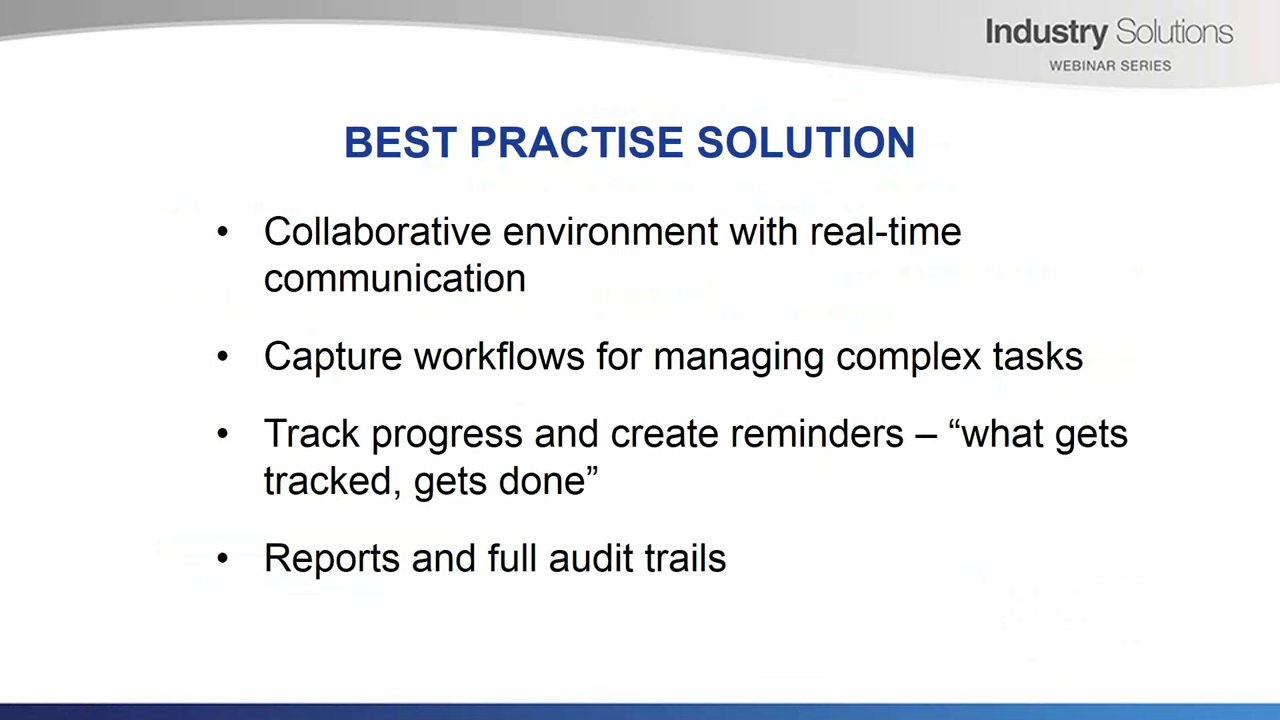 Industry Solutions
WEBINAR SERIES
BEST PRACTISE SOLUTION
• Collaborative environment with real-time
communication
• Capture workflows for managing complex tasks
• Track progress and create reminders – “what gets
tracked, gets done”
• Reports and full audit trails